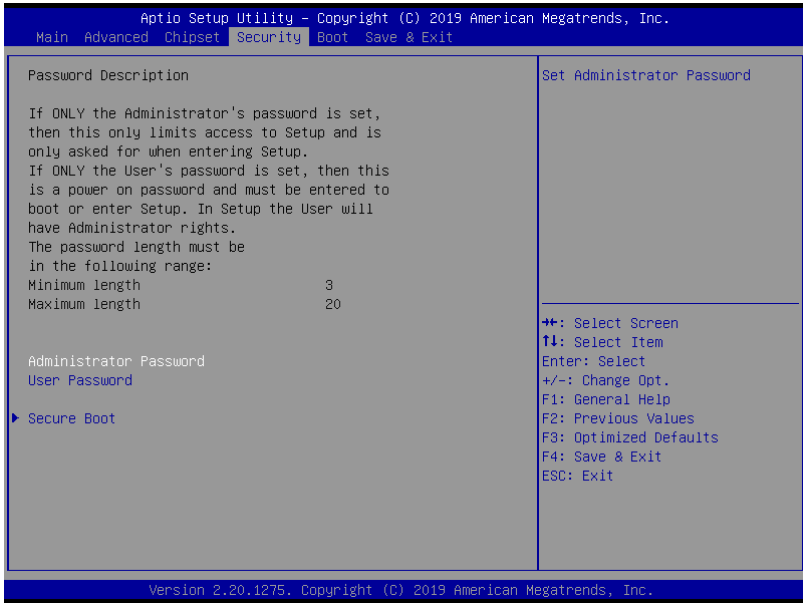 Aptio Setup Utility – Copyright (C) 2019 American Megatrends, Inc.
Main Advanced Chipset Security Boot Save & Exit
Password Description
If ONLY the Administrator's password is set,
then this only limits access to Setup and is
only asked for when entering Setup.
If ONLY the User's password is set, then this
is a power on password and must be entered to
boot or enter Setup. In Setup the User will
have Administrator rights.
The password length must be
in the following range:
Minimum length 3
Maximum length 20
Administrator Password
User Password
Secure Boot
Set Administrator Password
→←: Select Screen
↑↓: Select Item
Enter: Select
+/-: Change Opt.
F1: General Help
F2: Previous Values
F3: Optimized Defaults
F4: Save & Exit
ESC: Exit
Version 2.20.1275. Copyright (C) 2019 American Megatrends, Inc.